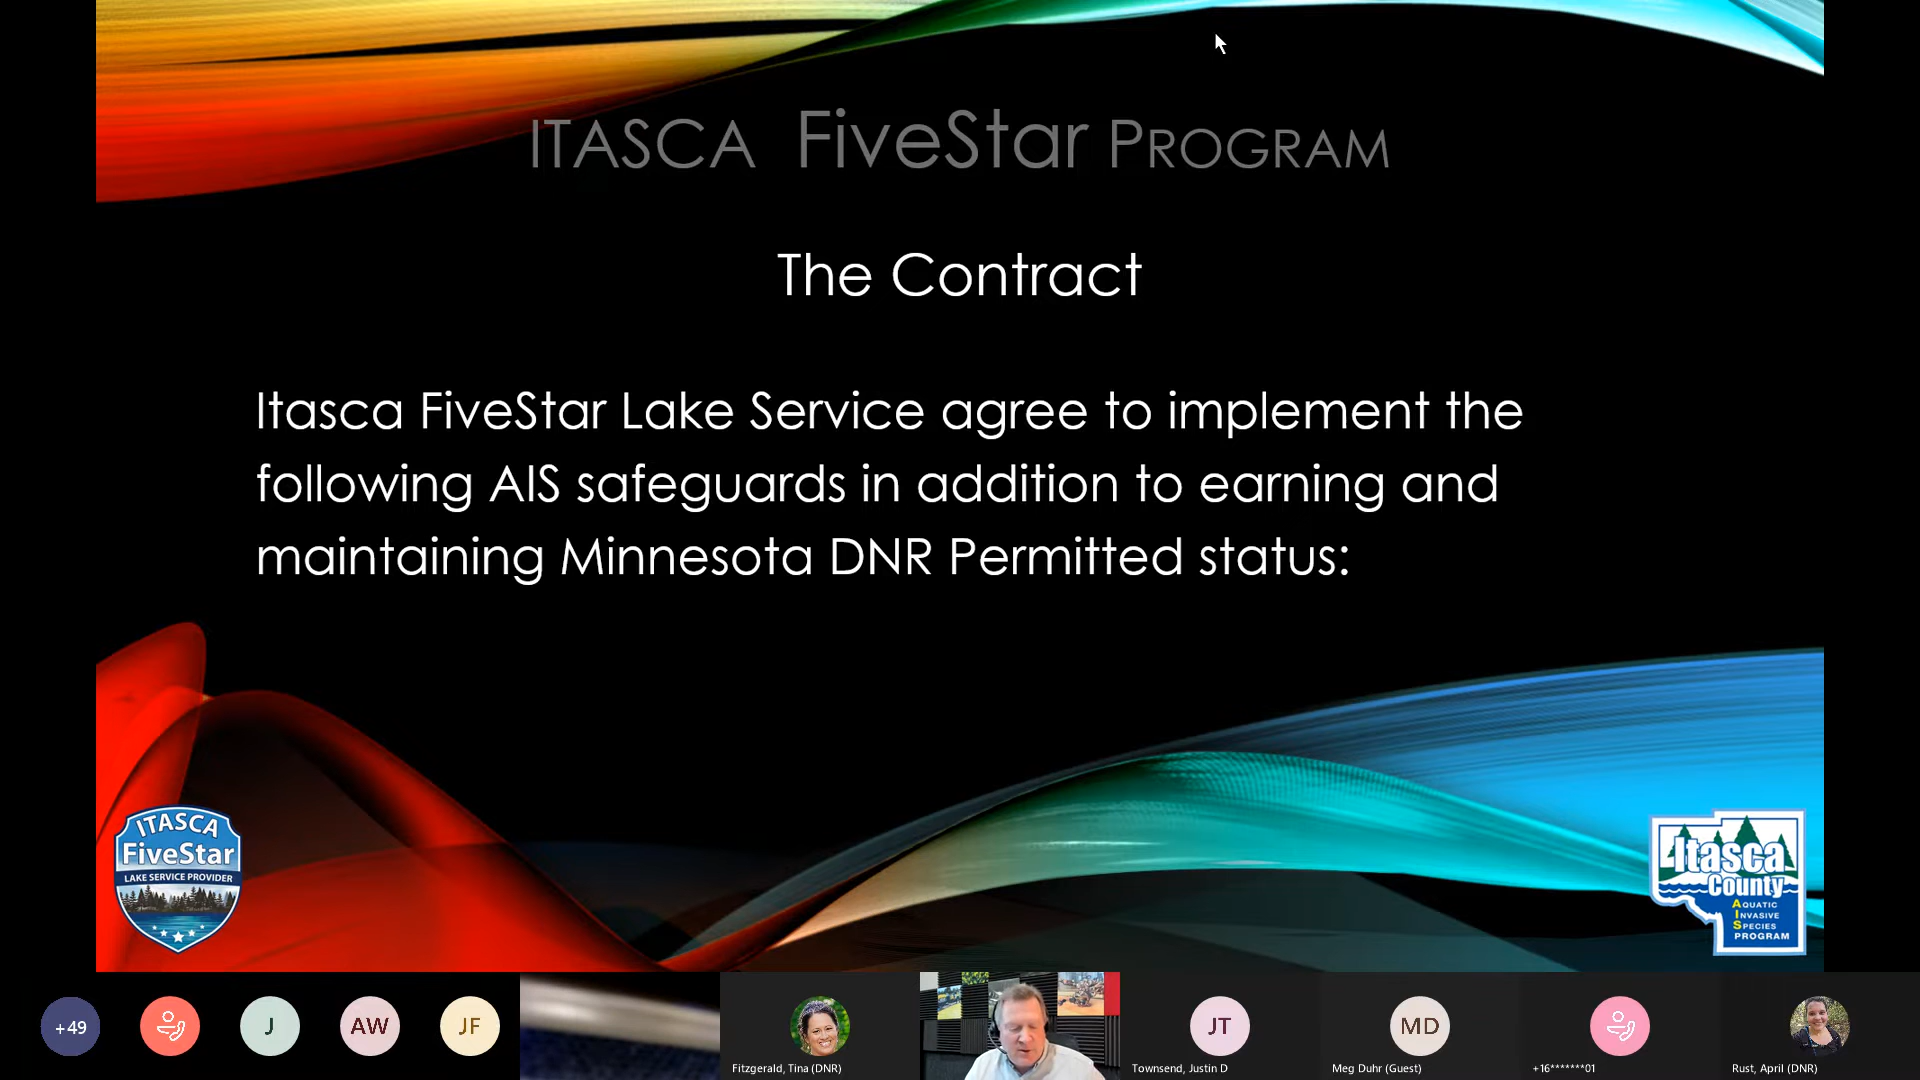 ITASCA FiveStar PROGRAM
The Contract
Itasca FiveStar Lake Service agree to implement the
following AIS safeguards in addition to earning and
maintaining Minnesota DNR Permitted status:
ITASCA
FiveStar
LAKE SERVICE PROVIDER
Itasca
County
AQUATIC
INVASIVE
SPECIES
PROGRAM
+49
J
AW
JF
Fitzgerald, Tina (DNR)
JT
Townsend, Justin D
MD
Meg Duhr (Guest)
+16*******01
Rust, April (DNR)